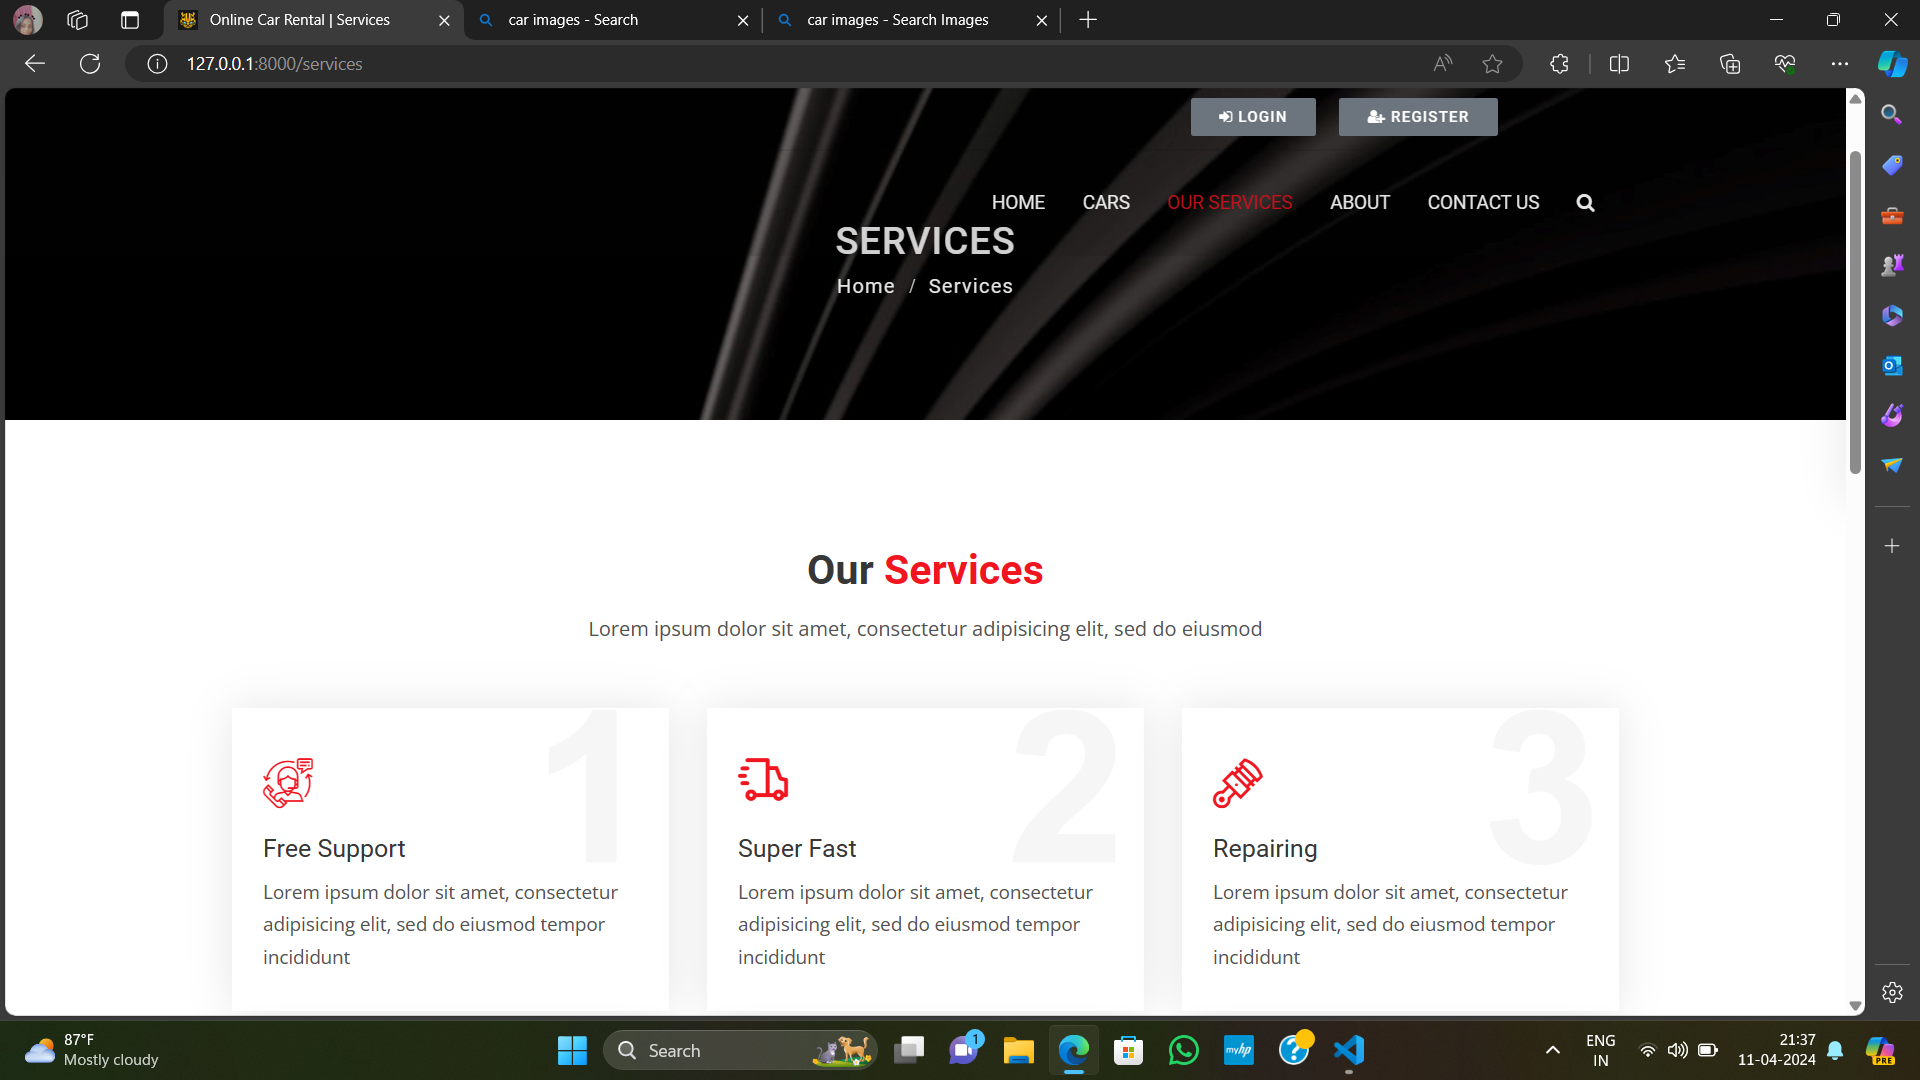 Online Car Rental | Services
car images - Search
car images - Search Images
127.0.0.1:8000/services
LOGIN
REGISTER
HOME CARS OUR SERVICES ABOUT CONTACT US
SERVICES
Home / Services
Our Services
Lorem ipsum dolor sit amet, consectetur adipisicing elit, sed do eiusmod
1
Free Support
Lorem ipsum dolor sit amet, consectetur
adipisicing elit, sed do eiusmod tempor
incididunt
2
Super Fast
Lorem ipsum dolor sit amet, consectetur
adipisicing elit, sed do eiusmod tempor
incididunt
3
Repairing
Lorem ipsum dolor sit amet, consectetur
adipisicing elit, sed do eiusmod tempor
incididunt
87°F
Mostly cloudy
Search
1
myhp
ENG
IN
21:37
11-04-2024
PRE